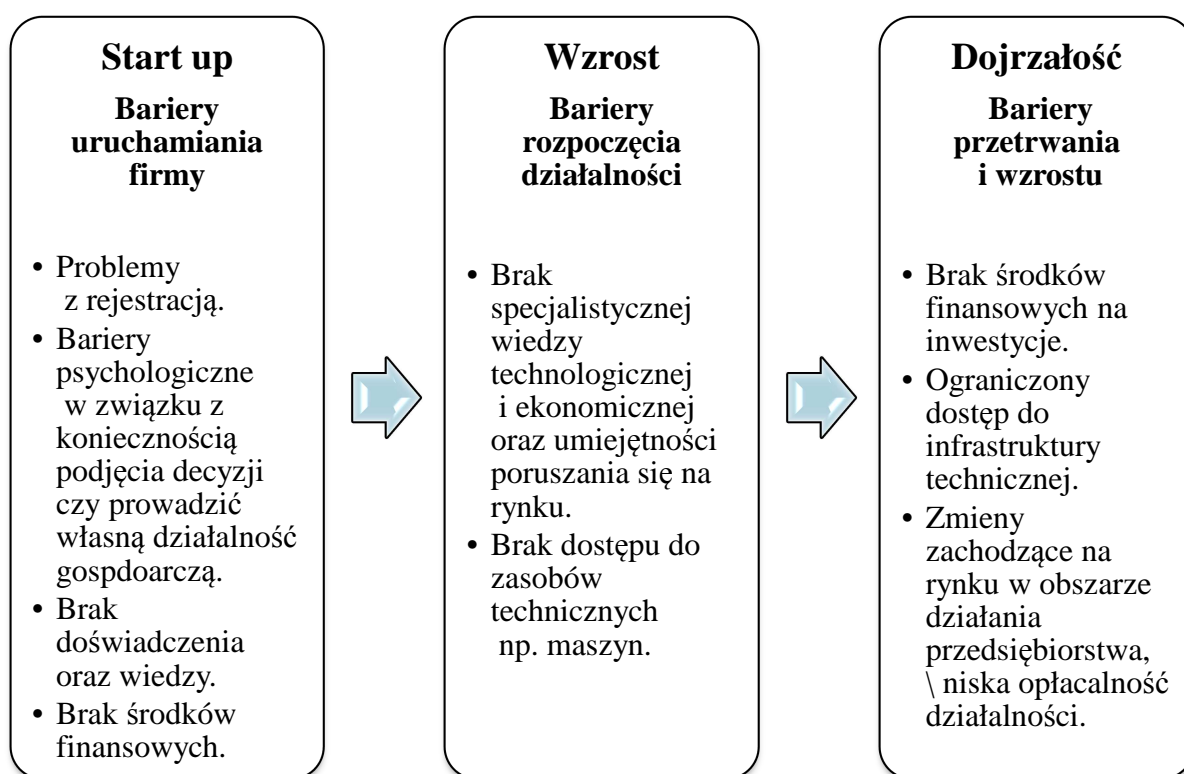 Start up
Bariery
uruchamiania
firmy
• Problemy
z rejestracją.
• Bariery
psychologiczne
w związku z
koniecznością
podjęcia decyzji
czy prowadzić
własną działalność
gospdoarczą.
• Brak
doświadczenia
oraz wiedzy.
• Brak środków
finansowych.
Wzrost
Bariery
rozpoczęcia
działalności
• Brak
specjalistycznej
wiedzy
technologicznej
i ekonomicznej
oraz umiejętności
poruszania się na
rynku.
• Brak dostępu do
zasobów
technicznych
np. maszyn.
Dojrzałość
Bariery
przetrwania
i wzrostu
• Brak środków
finansowych na
inwestycje.
• Ograniczony
dostęp do
infrastruktury
technicznej.
• Zmieny
zachodzące na
rynku w obszarze
działania
przedsiębiorstwa,
\ niska opłacalność
działalności.